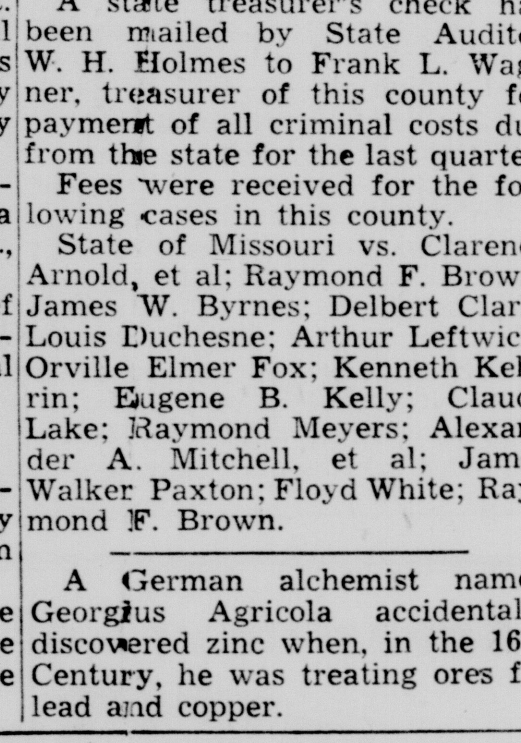 A state treasurer's check ha
been mailed by State Audit
W. H. Holmes to Frank L. Wag
ner, treasurer of this county f
payment of all criminal costs du
from the state for the last quarte
Fees were received for the fo
lowing cases in this county.
State of Missouri vs. Claren
Arnold, et al; Raymond F. Brow
James W. Byrnes; Delbert Clar
Louis Duchesne; Arthur Leftwic
Orville Elmer Fox; Kenneth Kel
rin; Eugene B. Kelly; Claud
Lake; Raymond Meyers; Alexa
der A. Mitchell, et al; Jam
Walker Paxton; Floyd White; Ray
mond F. Brown.
A German alchemist nam
Georgius Agricola accidental
discovered zinc when, in the 16
Century, he was treating ores f
lead and copper.